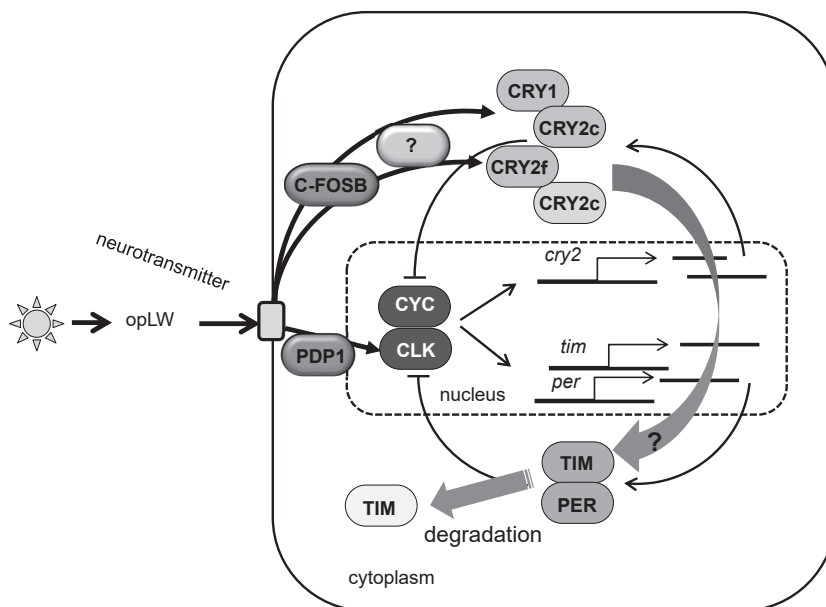 CRY1
CRY2c
?
CRY2f
C-FOSB
CRY2c
neurotransmitter
cry2
opLW
CYC
PDP1
CLK
tim
per
nucleus
?
TIM
TIM
PER
degradation
cytoplasm